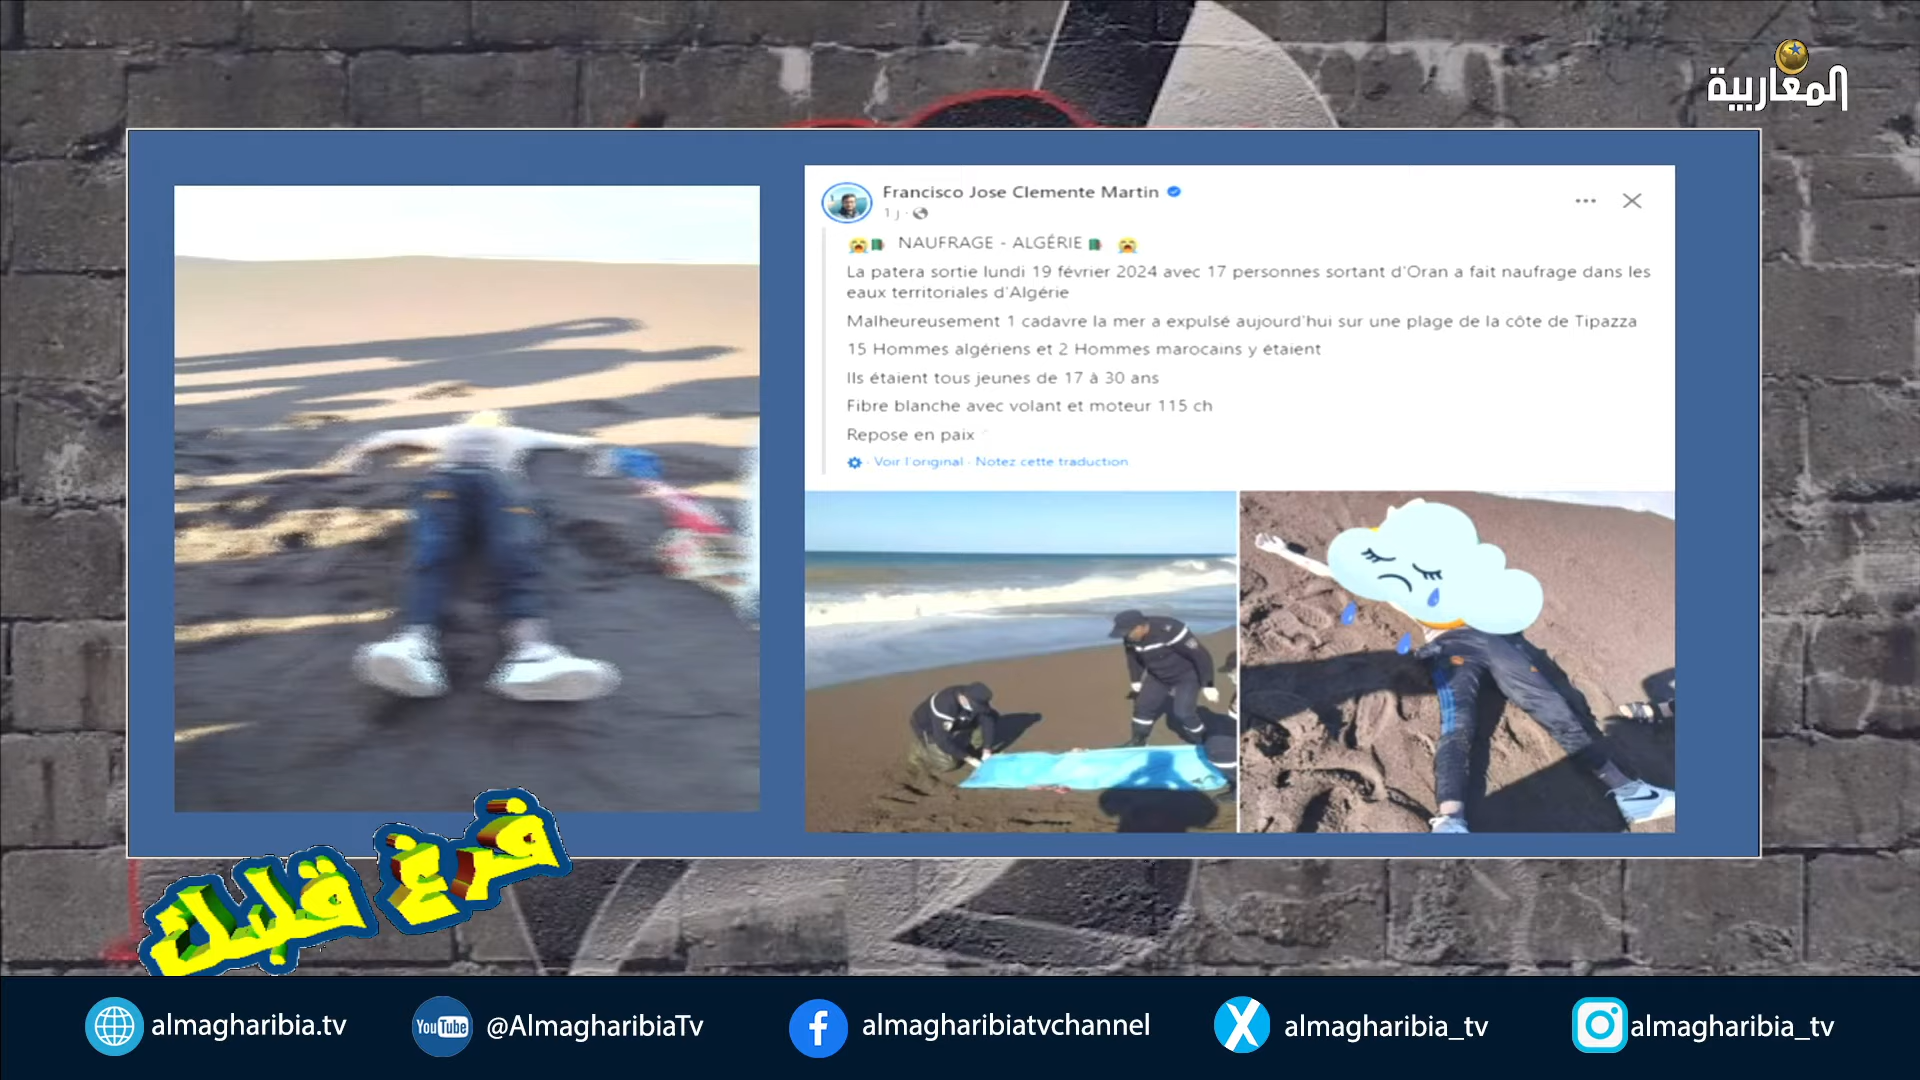 المغاربية
Francisco Jose Clemente Martin
1 j ·
NAUFRAGE - ALGÉRIE
La patera sortie lundi 19 février 2024 avec 17 personnes sortant d'Oran a fait naufrage dans les
eaux territoriales d'Algérie
Malheureusement 1 cadavre la mer a expulsé aujourd'hui sur une plage de la côte de Tipazza
15 Hommes algériens et 2 Hommes marocains y étaient
Ils étaient tous jeunes de 17 à 30 ans
Fibre blanche avec volant et moteur 115 ch
Repose en paix
· Voir l'original · Notez cette traduction
فرغ قلبك
almagharibia.tv
YouTube @AlmagharibiaTv
almagharibiatvchannel
almagharibia_tv
almagharibia_tv